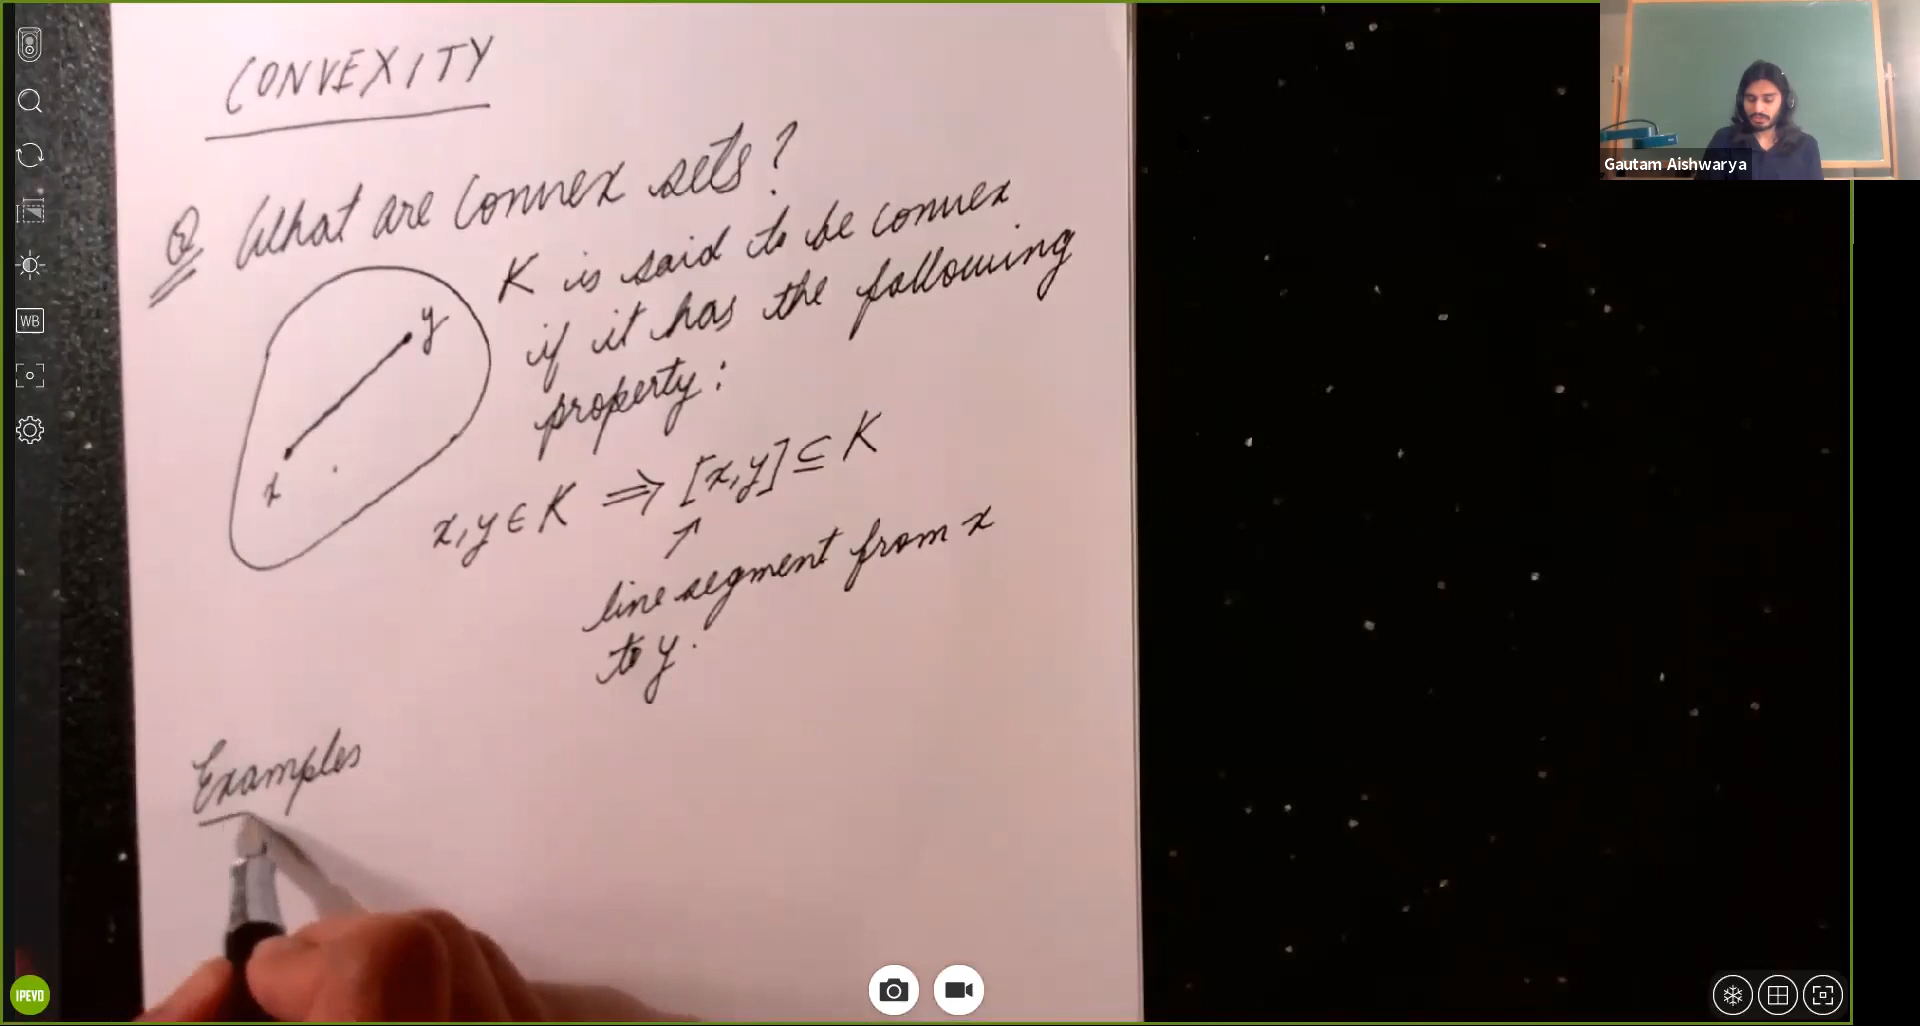 CONVEXITY
Q What are convex sets?
K is said to be convex
if it has the following
property:
x, y ∈ K ⇒ [x, y] ⊆ K
↑
line segment from x
to y.
x
y
Examples
Gautam Aishwarya
WB
IPEVO